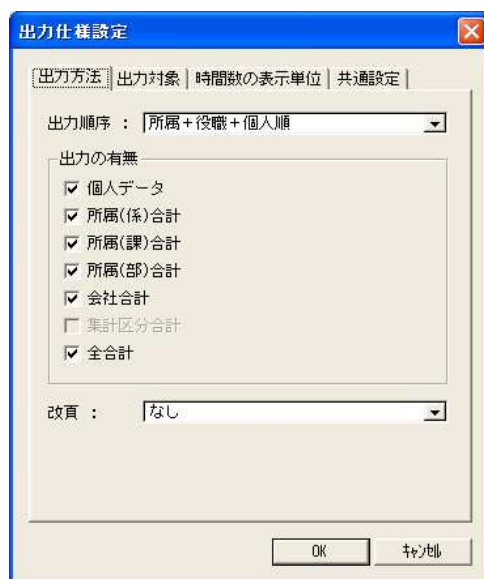 出力仕様設定
出力方法 出力対象 時間数の表示単位 共通設定
出力順序 : 所属+役職+個人順
出力の有無
個人データ
所属(係)合計
所属(課)合計
所属(部)合計
会社合計
集計区分合計
全合計
改頁 : なし
OK ｷｬﾝｾﾙ